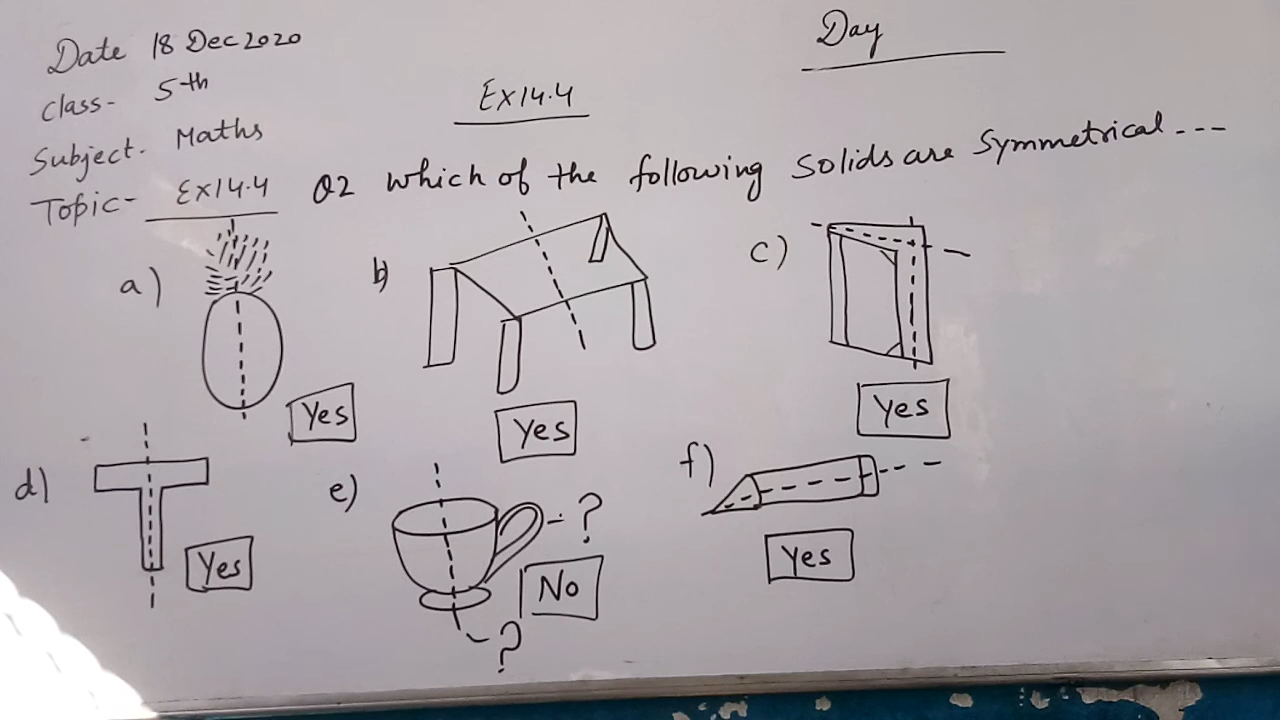 Date 18 Dec 2020
Day
Class- 5th
Ex14.4
Subject- Maths
Topic- Ex14.4
Q2 which of the following Solids are Symmetrical ---
a)
Yes
b)
Yes
c)
Yes
d)
Yes
e)
?
?
No
f)
Yes